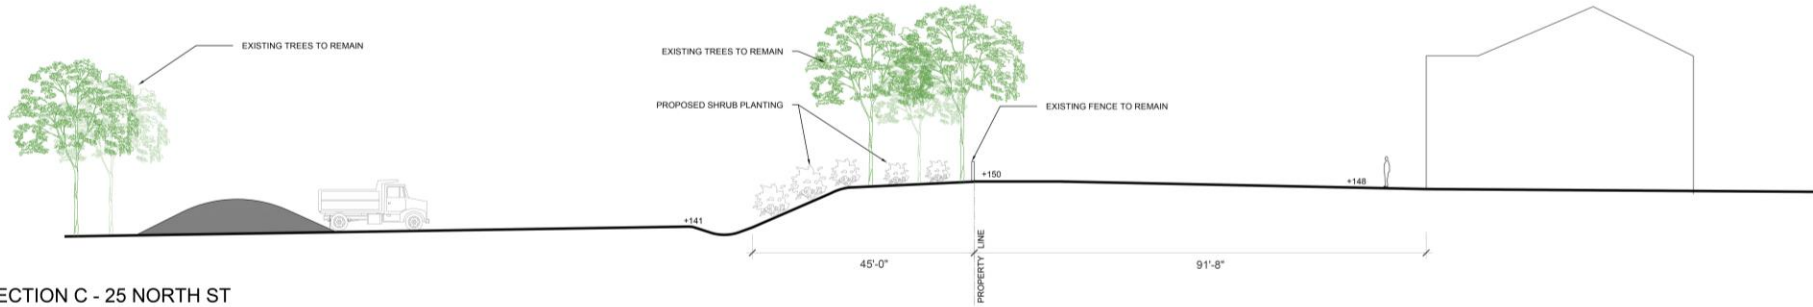 EXISTING TREES TO REMAIN
EXISTING TREES TO REMAIN
PROPOSED SHRUB PLANTING
EXISTING FENCE TO REMAIN
+150
+148
+141
45'-0"
PROPERTY LINE
91'-8"
ECTION C - 25 NORTH ST